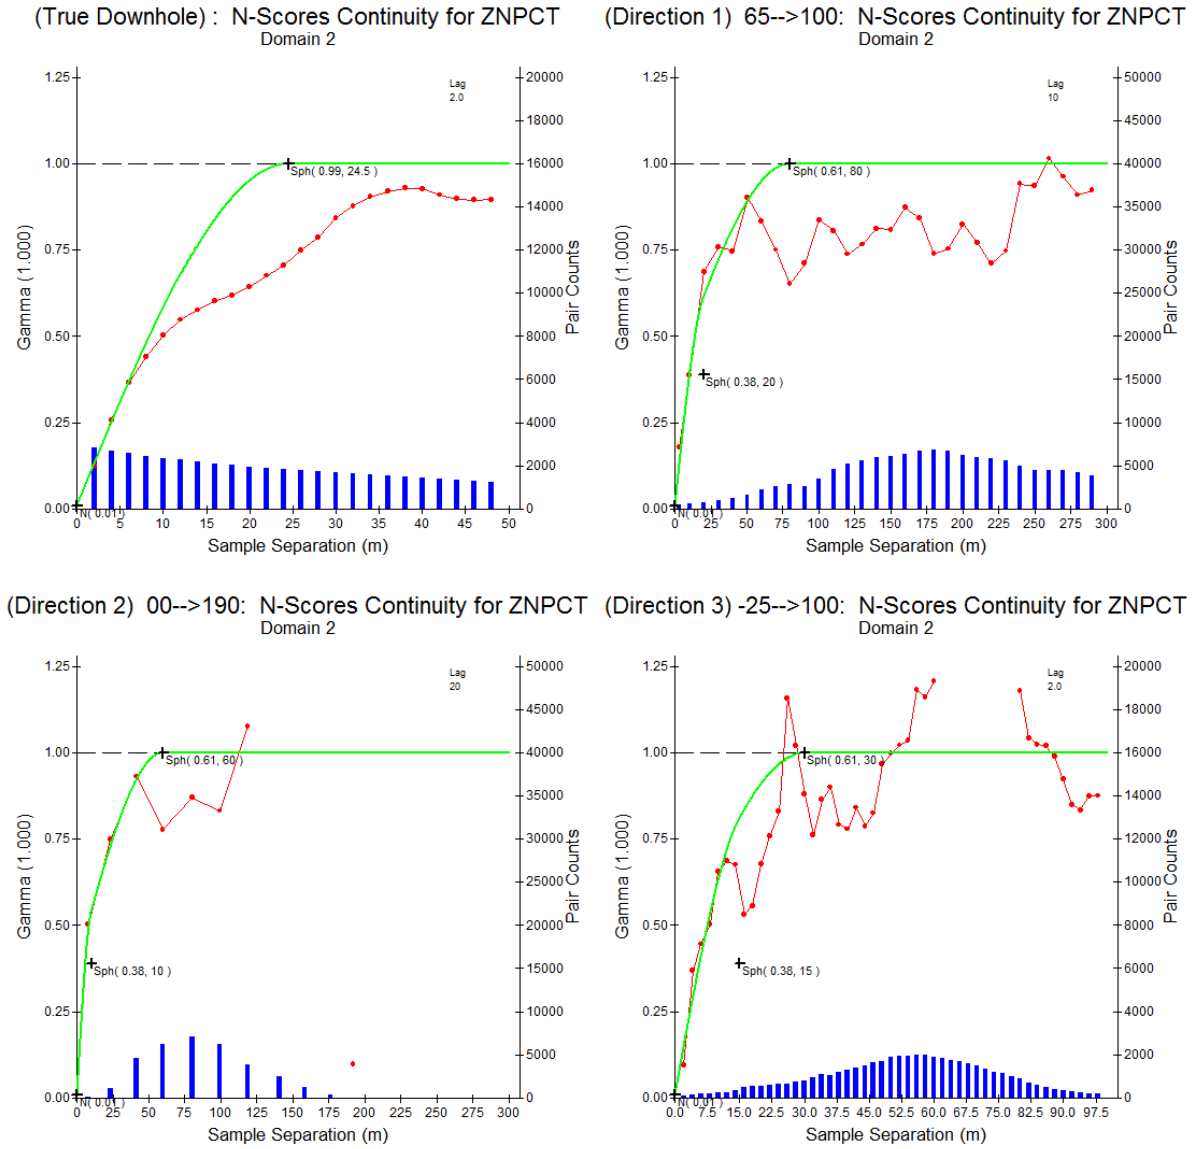 (True Downhole) :  N-Scores Continuity for ZNPCT
Domain 2
1.25
1.00
0.75
0.50
0.25
0.00
Gamma (1.000)
20000
18000
16000
14000
12000
10000
8000
6000
4000
2000
0
Pair Counts
Lag
2.0
Sph( 0.99, 24.5 )
N( 0.01 )
0 5 10 15 20 25 30 35 40 45 50
Sample Separation (m)
(Direction 1)  65-->100:  N-Scores Continuity for ZNPCT
Domain 2
1.25
1.00
0.75
0.50
0.25
0.00
Gamma (1.000)
50000
45000
40000
35000
30000
25000
20000
15000
10000
5000
0
Pair Counts
Lag
10
Sph( 0.61, 80 )
Sph( 0.38, 20 )
N( 0.01 )
0 25 50 75 100 125 150 175 200 225 250 275 300
Sample Separation (m)
(Direction 2)  00-->190:  N-Scores Continuity for ZNPCT
Domain 2
1.25
1.00
0.75
0.50
0.25
0.00
Gamma (1.000)
50000
45000
40000
35000
30000
25000
20000
15000
10000
5000
0
Pair Counts
Lag
20
Sph( 0.61, 60 )
Sph( 0.38, 10 )
N( 0.01 )
0 25 50 75 100 125 150 175 200 225 250 275 300
Sample Separation (m)
(Direction 3) -25-->100:  N-Scores Continuity for ZNPCT
Domain 2
1.25
1.00
0.75
0.50
0.25
0.00
Gamma (1.000)
20000
18000
16000
14000
12000
10000
8000
6000
4000
2000
0
Pair Counts
Lag
2.0
Sph( 0.61, 30 )
Sph( 0.38, 15 )
N( 0.01 )
0.0 7.5 15.0 22.5 30.0 37.5 45.0 52.5 60.0 67.5 75.0 82.5 90.0 97.5
Sample Separation (m)